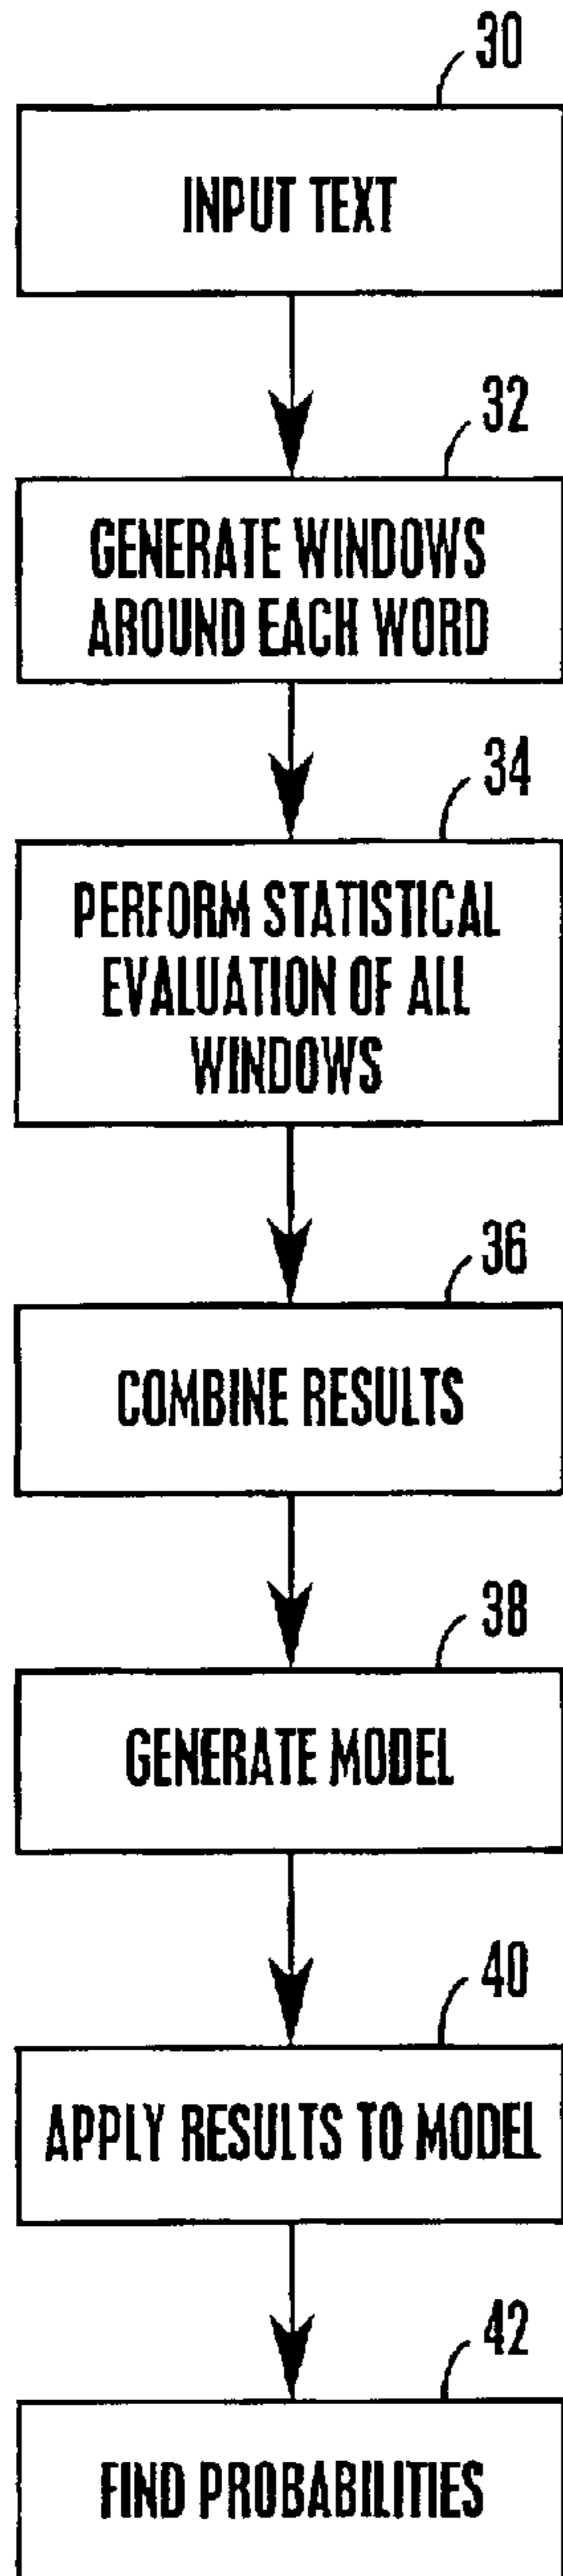 30
INPUT TEXT
32
GENERATE WINDOWS
AROUND EACH WORD
34
PERFORM STATISTICAL
EVALUATION OF ALL
WINDOWS
36
COMBINE RESULTS
38
GENERATE MODEL
40
APPLY RESULTS TO MODEL
42
FIND PROBABILITIES